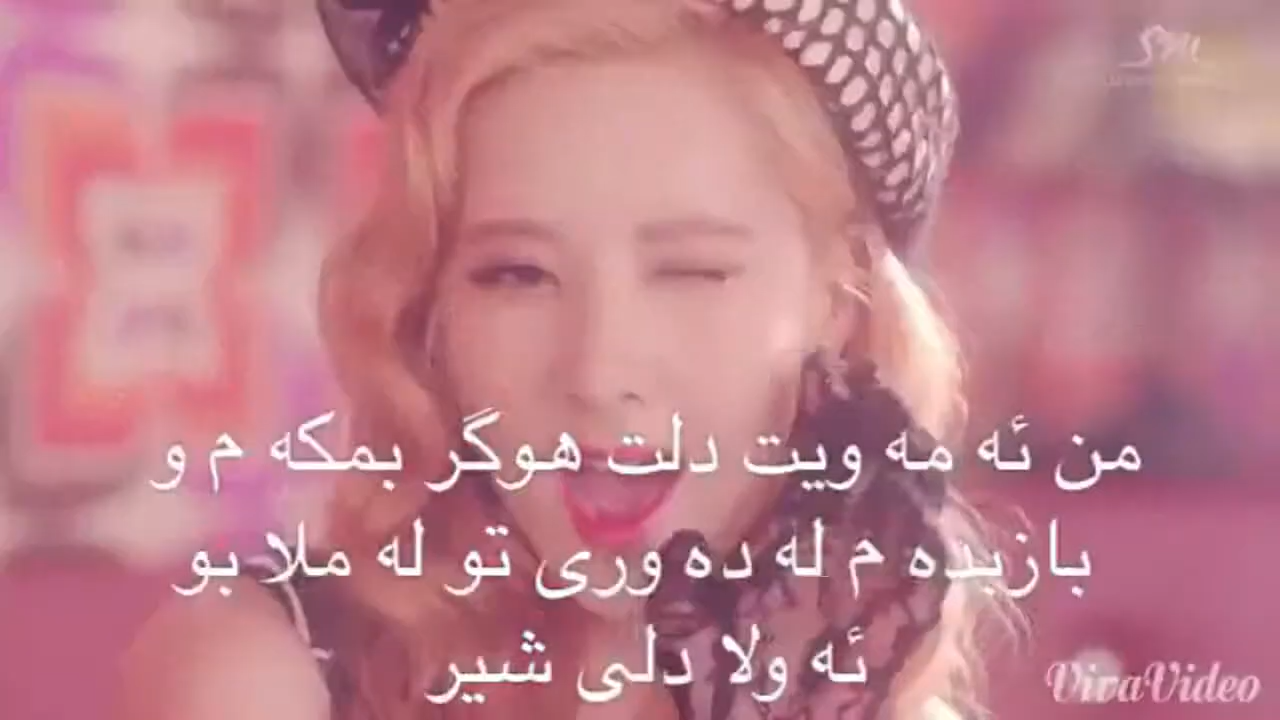 من ئه مه ویت دلت هوگر بمکه م و
بازبده م له ده وری تو له ملا بو
ئه ولا دلی شیر
VivaVideo